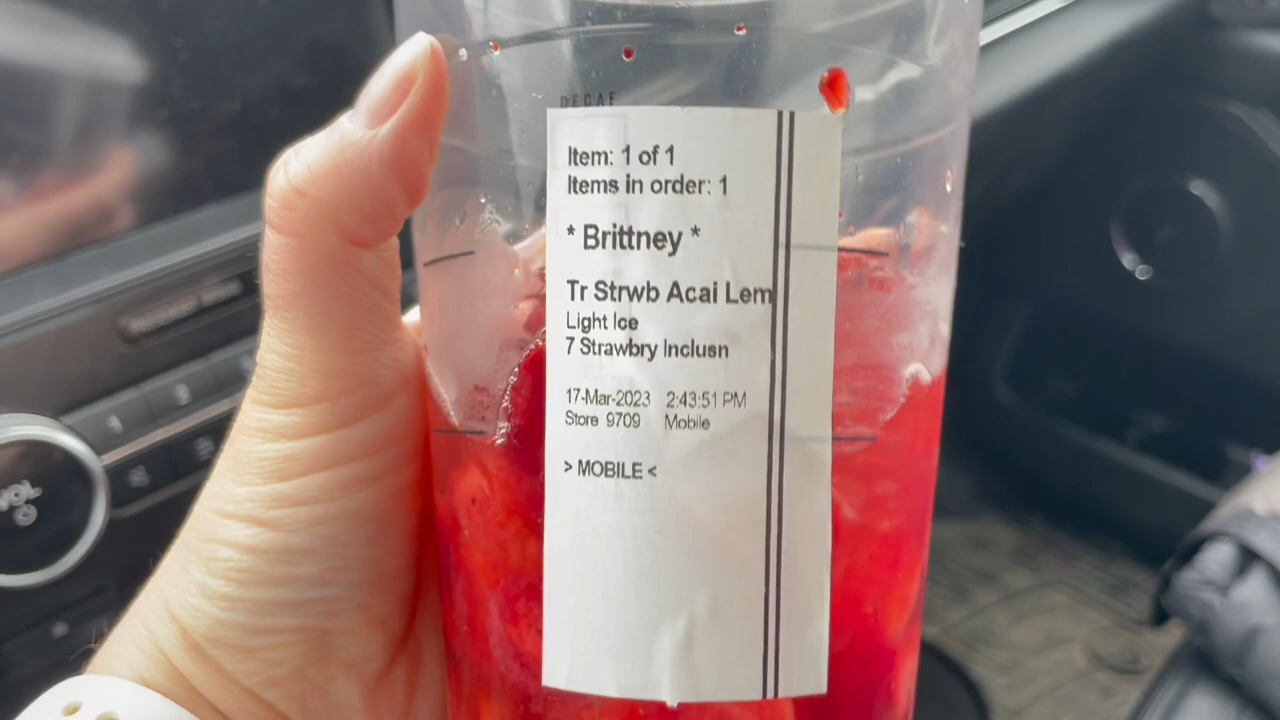 DECAF
Item: 1 of 1
Items in order: 1
* Brittney *
Tr Strwb Acai Lem
Light Ice
7 Strawbry Inclusn
17-Mar-2023 2:43:51 PM
Store 9709 Mobile
> MOBILE <
VOL